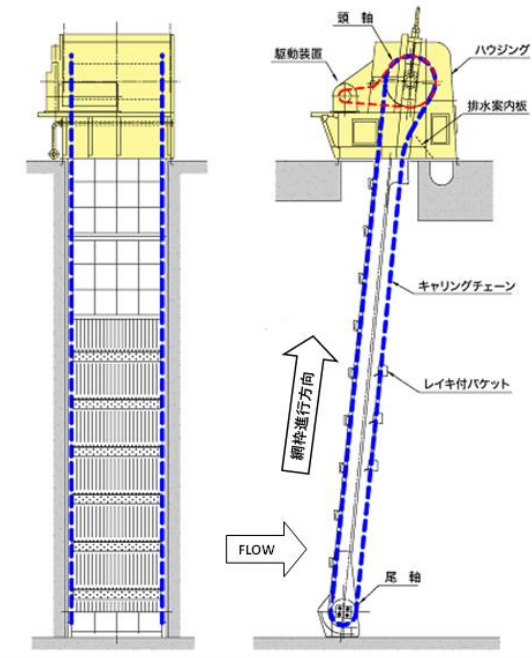 頭 軸
ハウジング
駆動装置
排水案内板
キャリングチェーン
レイキ付バケット
網枠進行方向
FLOW
尾 軸